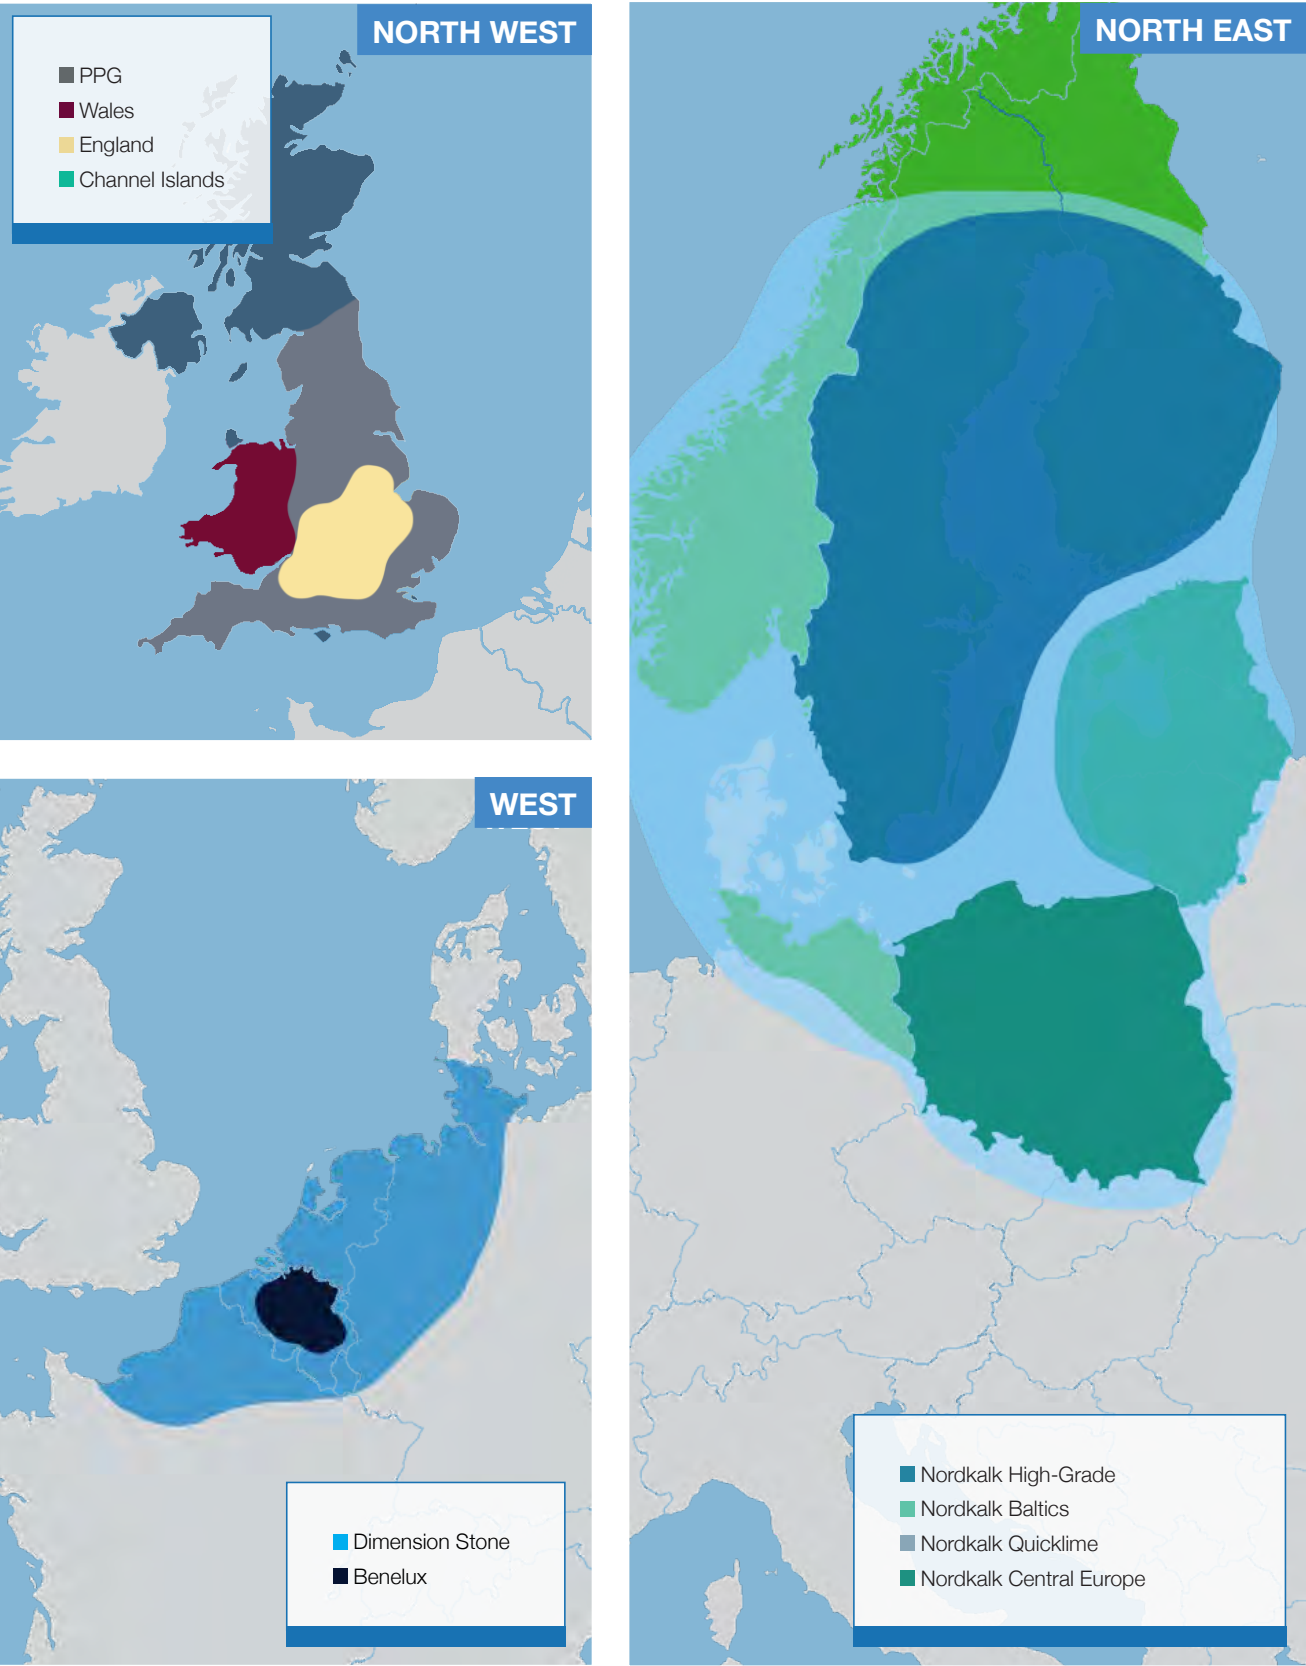 NORTH WEST
PPG
Wales
England
Channel Islands
NORTH EAST
WEST
Dimension Stone
Benelux
Nordkalk High-Grade
Nordkalk Baltics
Nordkalk Quicklime
Nordkalk Central Europe